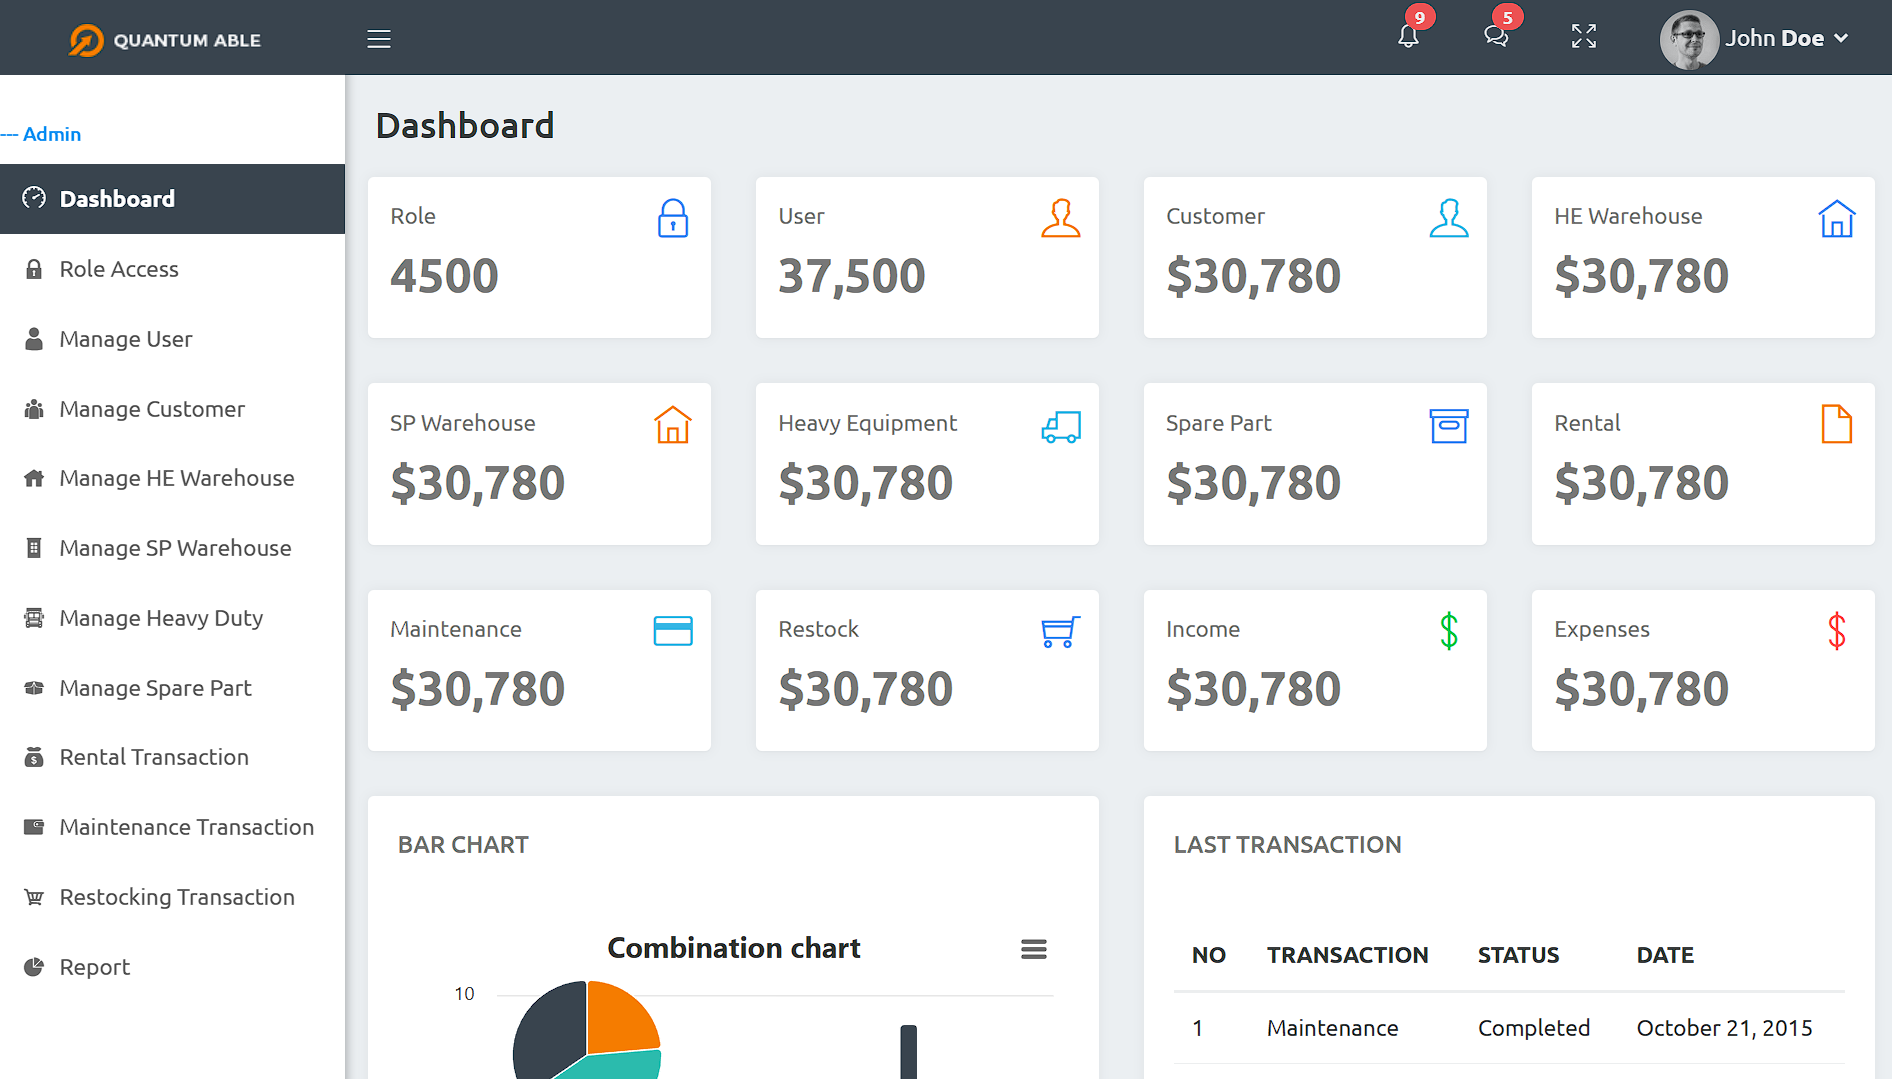 QUANTUM ABLE
9
5
John Doe
--- Admin
Dashboard
Role Access
Manage User
Manage Customer
Manage HE Warehouse
Manage SP Warehouse
Manage Heavy Duty
Manage Spare Part
Rental Transaction
Maintenance Transaction
Restocking Transaction
Report
Dashboard
Role
4500
User
37,500
Customer
$30,780
HE Warehouse
$30,780
SP Warehouse
$30,780
Heavy Equipment
$30,780
Spare Part
$30,780
Rental
$30,780
Maintenance
$30,780
Restock
$30,780
Income
$30,780
Expenses
$30,780
BAR CHART
Combination chart
10
LAST TRANSACTION
NO TRANSACTION STATUS DATE
1 Maintenance Completed October 21, 2015